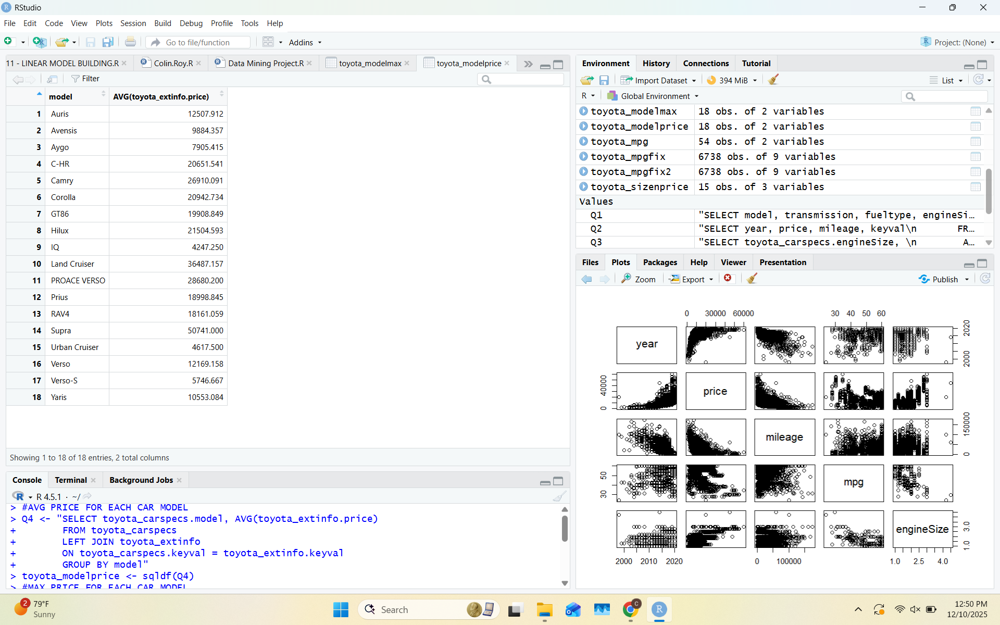 RStudio
File Edit Code View Plots Session Build Debug Profile Tools Help
Go to file/function Addins Project: (None)
11 - LINEAR MODEL BUILDING.R Colin.Roy.R Data Mining Project.R toyota_modelmax toyota_modelprice
Filter
model AVG(toyota_extinfo.price)
1 Auris 12507.912
2 Avensis 9884.357
3 Aygo 7905.415
4 C-HR 20651.541
5 Camry 26910.091
6 Corolla 20942.734
7 GT86 19908.849
8 Hilux 21504.593
9 IQ 4247.250
10 Land Cruiser 36487.157
11 PROACE VERSO 28680.200
12 Prius 18998.845
13 RAV4 18161.059
14 Supra 50741.000
15 Urban Cruiser 4617.500
16 Verso 12169.158
17 Verso-S 5746.667
18 Yaris 10553.084
Showing 1 to 18 of 18 entries, 2 total columns
Console Terminal Background Jobs
R 4.5.1 · ~/
> #AVG PRICE FOR EACH CAR MODEL
> Q4 <- "SELECT toyota_carspecs.model, AVG(toyota_extinfo.price)
+ FROM toyota_carspecs
+ LEFT JOIN toyota_extinfo
+ ON toyota_carspecs.keyval = toyota_extinfo.keyval
+ GROUP BY model"
> toyota_modelprice <- sqldf(Q4)
> #MAX PRICE FOR EACH CAR MODEL
Environment History Connections Tutorial
Import Dataset 394 MiB List
R Global Environment
toyota_modelmax 18 obs. of 2 variables
toyota_modelprice 18 obs. of 2 variables
toyota_mpg 54 obs. of 2 variables
toyota_mpgfix 6738 obs. of 9 variables
toyota_mpgfix2 6738 obs. of 9 variables
toyota_sizenprice 15 obs. of 3 variables
Values
Q1 "SELECT model, transmission, fueltype, engineSi…
Q2 "SELECT year, price, mileage, keyval\n FR…
Q3 "SELECT toyota_carspecs.engineSize, \n A…
Files Plots Packages Help Viewer Presentation
Zoom Export Publish
0 30000 60000 30 40 50 60
year 2000 2020
0 40000 price
mileage 0 150000
30 50 mpg
engineSize 1.0 3.0
2000 2010 2020 0 100000 1.0 2.5 4.0
2 79°F
Sunny
Search
C
R
12:50 PM
12/10/2025